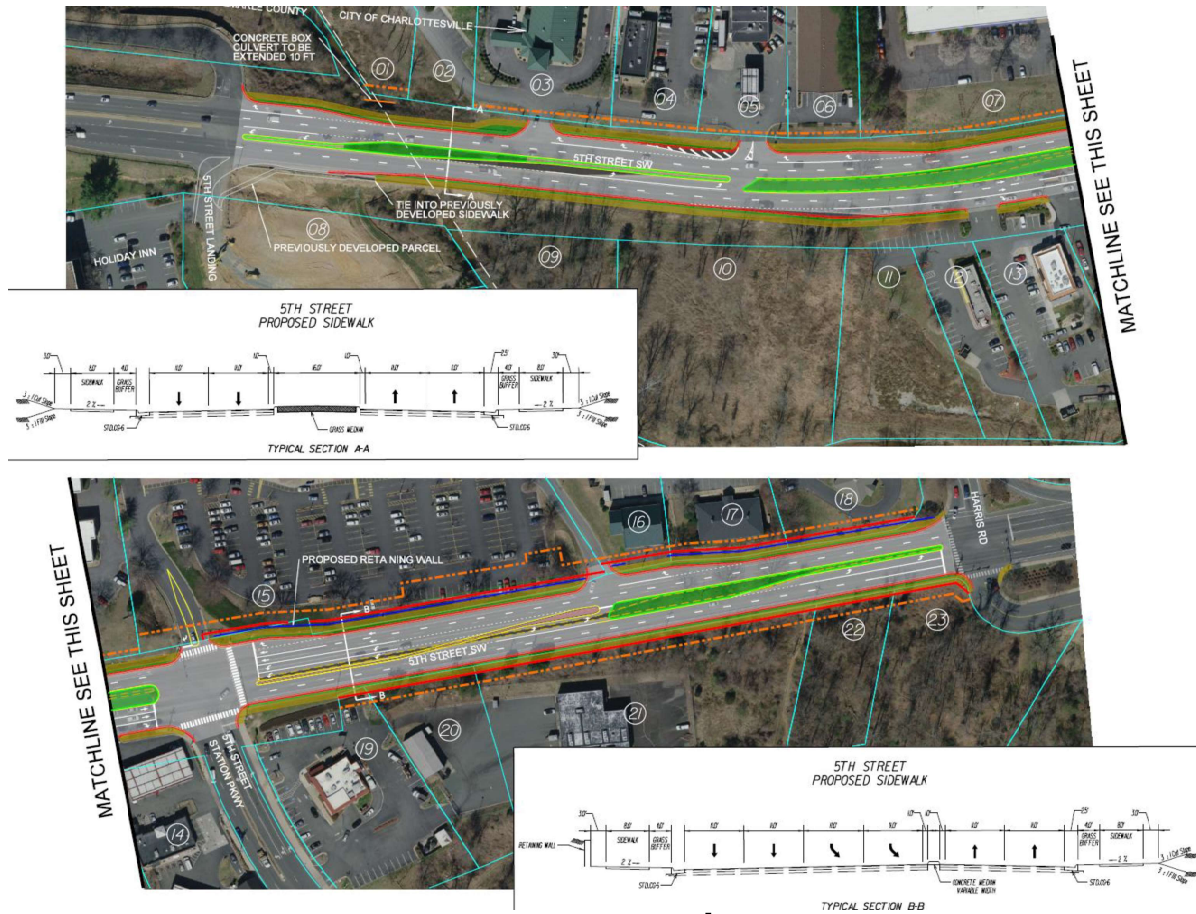 CITY OF CHARLOTTESVILLE
CONCRETE BOX
CULVERT TO BE
EXTENDED 10 FT
01
02
03
04
05
06
07
A
5TH STREET SW
A
TIE INTO PREVIOUSLY
DEVELOPED SIDEWALK
5TH STREET LANDING
08
PREVIOUSLY DEVELOPED PARCEL
HOLIDAY INN
09
10
11
12
13
MATCHLINE SEE THIS SHEET
5TH STREET
PROPOSED SIDEWALK
SIDEWALK
GRASS
BUFFER
GRASS
BUFFER
SIDEWALK
2 %
GRASS MEDIAN
TYPICAL SECTION A-A
MATCHLINE SEE THIS SHEET
PROPOSED RETAINING WALL
15
16
17
18
HARRIS RD
B
5TH STREET SW
B
22
23
5TH STREET
STATION PKWY
14
19
20
21
5TH STREET
PROPOSED SIDEWALK
RETAINING WALL
SIDEWALK
GRASS
BUFFER
GRASS
BUFFER
SIDEWALK
2 %
CONCRETE MEDIAN
VARIABLE WIDTH
TYPICAL SECTION B-B